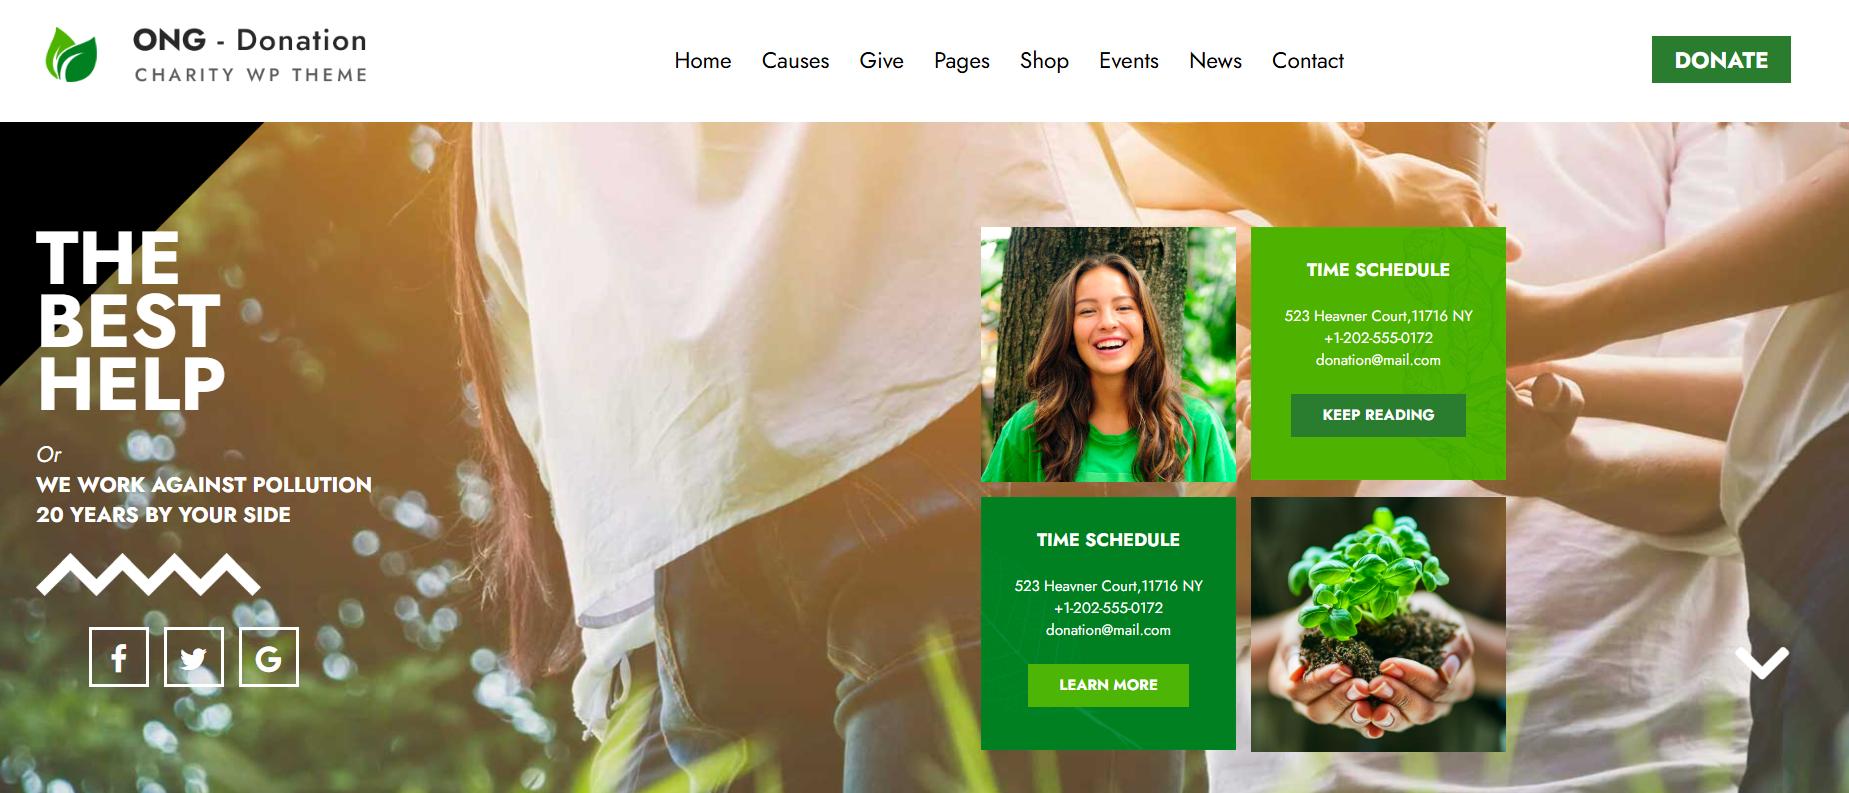 ONG - Donation
CHARITY WP THEME
Home Causes Give Pages Shop Events News Contact
DONATE
THE
BEST
HELP
Or
WE WORK AGAINST POLLUTION
20 YEARS BY YOUR SIDE
TIME SCHEDULE
523 Heavner Court,11716 NY
+1-202-555-0172
donation@mail.com
KEEP READING
TIME SCHEDULE
523 Heavner Court,11716 NY
+1-202-555-0172
donation@mail.com
LEARN MORE